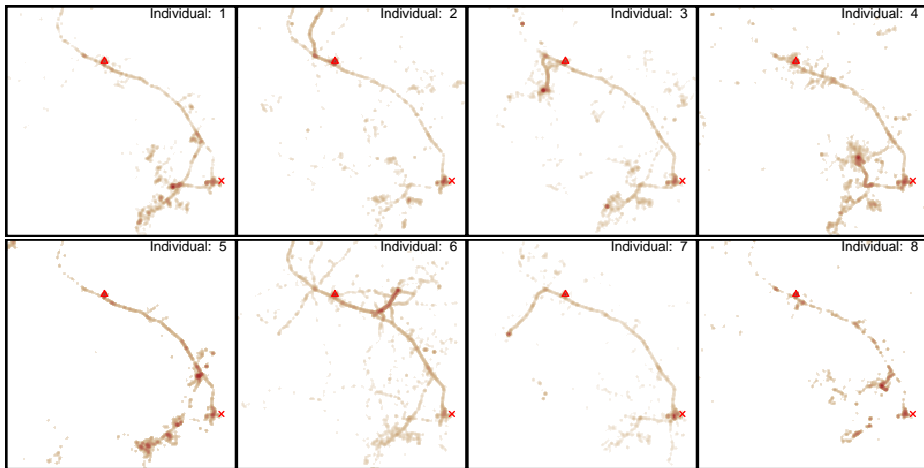 Individual: 1
Individual: 2
Individual: 3
Individual: 4
Individual: 5
Individual: 6
Individual: 7
Individual: 8